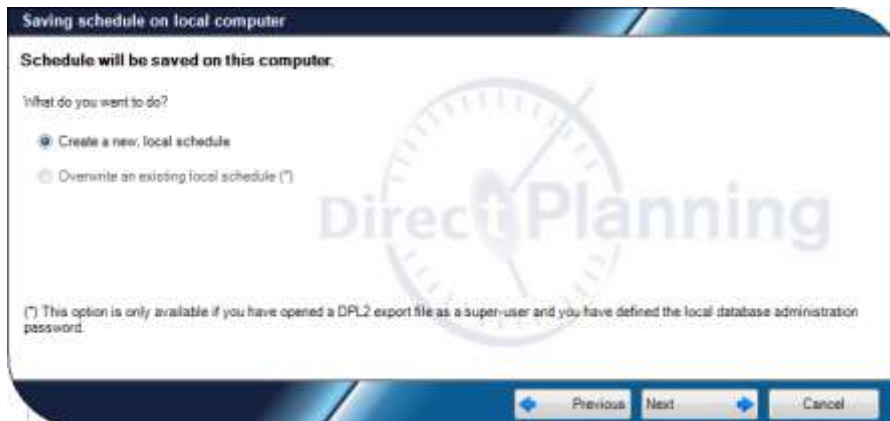 Saving schedule on local computer
Schedule will be saved on this computer.
What do you want to do?
Create a new, local schedule
Overwrite an existing local schedule (*)
Direct Planning
(*) This option is only available if you have opened a DPL2 export file as a super-user and you have defined the local database administration
password.
Previous Next Cancel